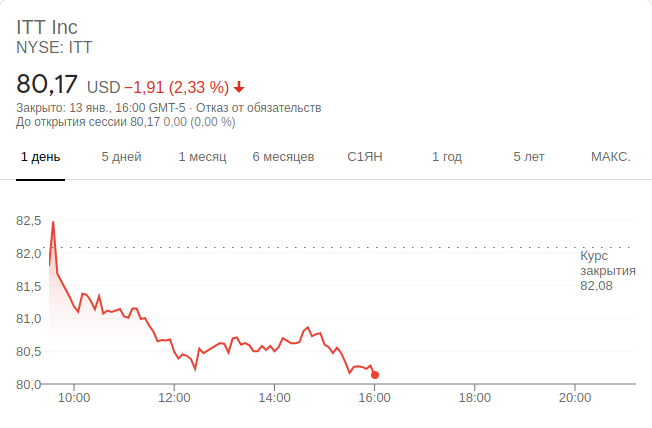 ITT Inc
NYSE: ITT
80,17 USD −1,91 (2,33 %)
Закрыто: 13 янв., 16:00 GMT-5 · Отказ от обязательств
До открытия сессии 80,17 0,00 (0,00 %)
1 день 5 дней 1 месяц 6 месяцев С1ЯН 1 год 5 лет МАКС.
82,5
82,0
Курс
закрытия
82,08
81,5
81,0
80,5
80,0
10:00 12:00 14:00 16:00 18:00 20:00